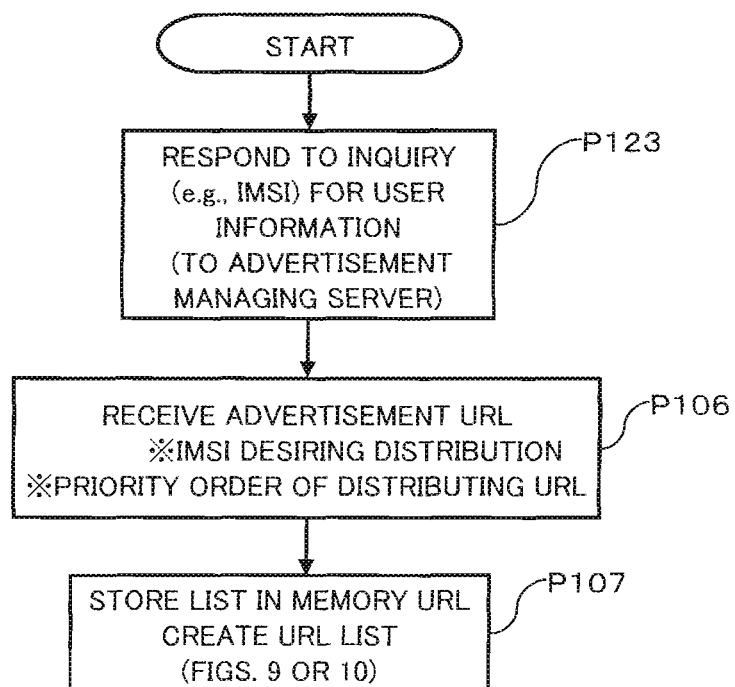 START
RESPOND TO INQUIRY
(e.g., IMSI) FOR USER
INFORMATION
(TO ADVERTISEMENT
MANAGING SERVER)
P123
RECEIVE ADVERTISEMENT URL
※IMSI DESIRING DISTRIBUTION
※PRIORITY ORDER OF DISTRIBUTING URL
P106
STORE LIST IN MEMORY URL
CREATE URL LIST
(FIGS. 9 OR 10)
P107